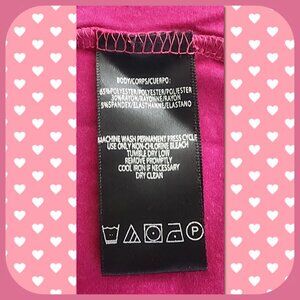 BODY/CORPS/CUERPO:
65%POLYESTER/POLYESTER/POLIESTER
30%RAYON/RAYONNE/RAYON
5%SPANDEX/ELASTHANNE/ELASTANO
MACHINE WASH PERMANENT PRESS CYCLE
USE ONLY NON-CHLORINE BLEACH
TUMBLE DRY LOW
REMOVE PROMPTLY
COOL IRON IF NECESSARY
DRY CLEAN
P